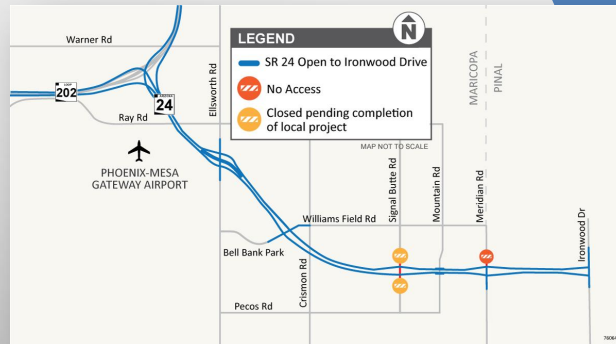 Warner Rd
Ellsworth Rd
LOOP
202
24
Ray Rd
PHOENIX-MESA
GATEWAY AIRPORT
LEGEND
N
SR 24 Open to Ironwood Drive
No Access
Closed pending completion
of local project
MAP NOT TO SCALE
MARICOPA
PINAL
Signal Butte Rd
Mountain Rd
Meridian Rd
Ironwood Dr
Williams Field Rd
Bell Bank Park
Crismon Rd
Pecos Rd